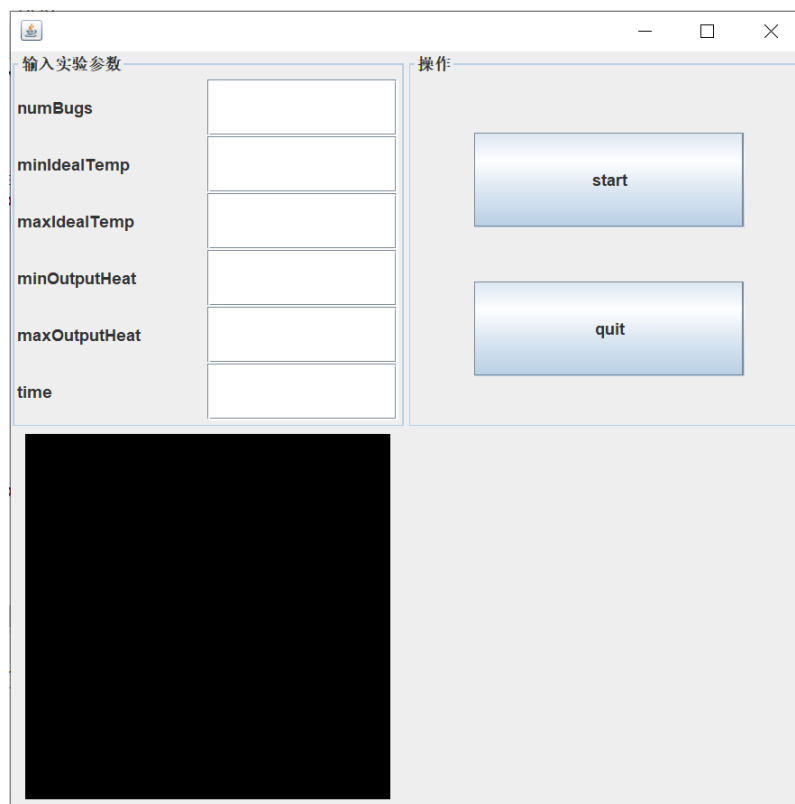 输入实验参数
操作
numBugs
minIdealTemp
maxIdealTemp
minOutputHeat
maxOutputHeat
time
start
quit